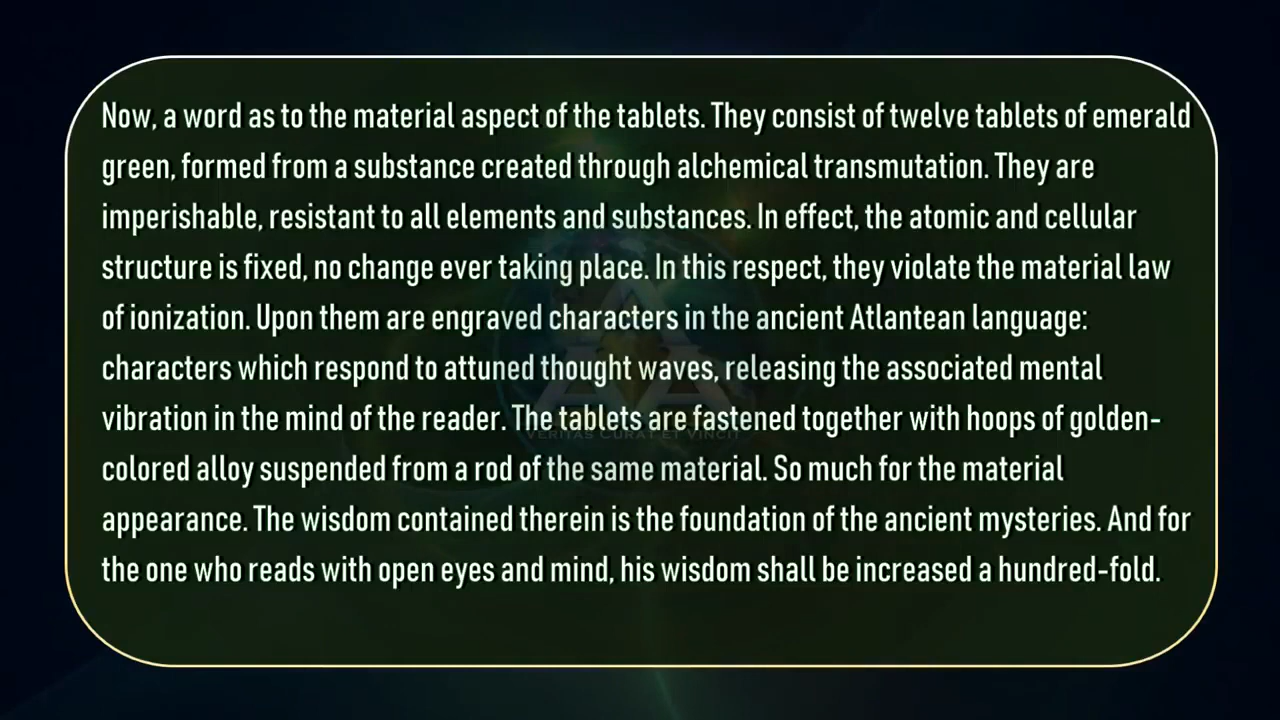 Now, a word as to the material aspect of the tablets. They consist of twelve tablets of emerald
green, formed from a substance created through alchemical transmutation. They are
imperishable, resistant to all elements and substances. In effect, the atomic and cellular
structure is fixed, no change ever taking place. In this respect, they violate the material law
of ionization. Upon them are engraved characters in the ancient Atlantean language:
characters which respond to attuned thought waves, releasing the associated mental
vibration in the mind of the reader. The tablets are fastened together with hoops of golden-
VERITAS CURAT ET VINCIT
colored alloy suspended from a rod of the same material. So much for the material
appearance. The wisdom contained therein is the foundation of the ancient mysteries. And for
the one who reads with open eyes and mind, his wisdom shall be increased a hundred-fold.